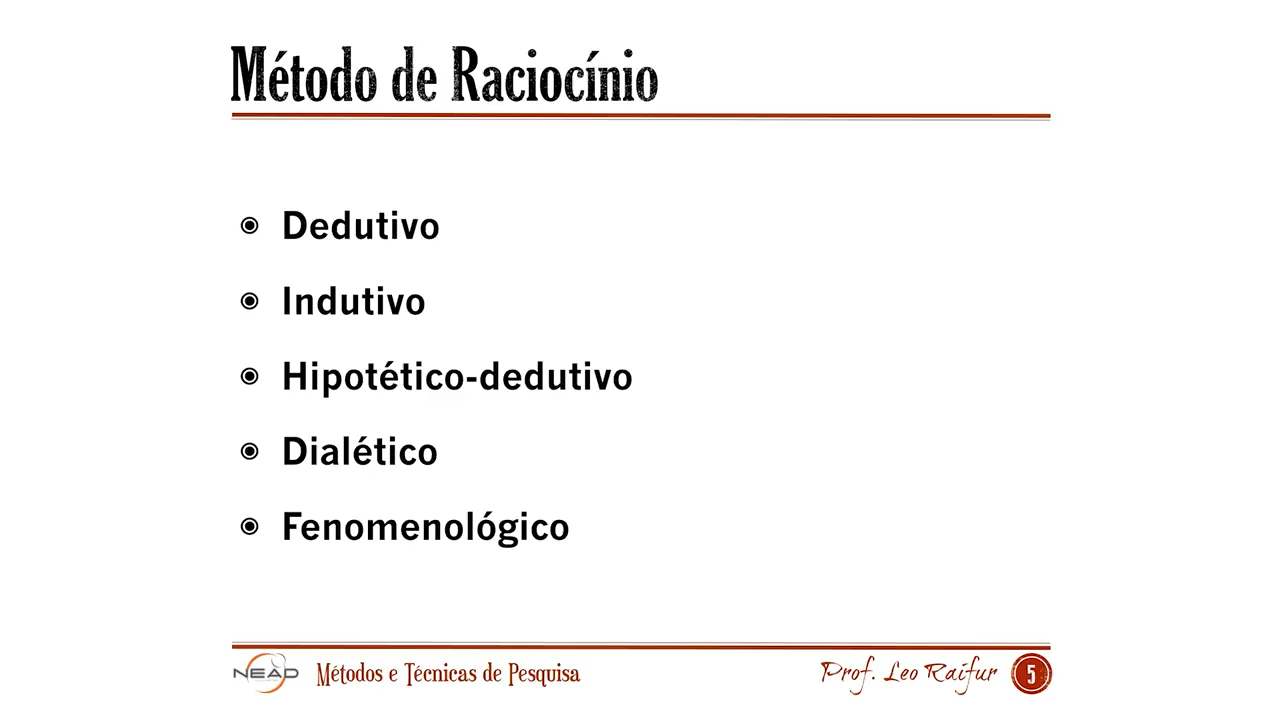 Método de Raciocínio
Dedutivo
Indutivo
Hipotético-dedutivo
Dialético
Fenomenológico
NEAD Métodos e Técnicas de Pesquisa Prof. Leo Raifur 5